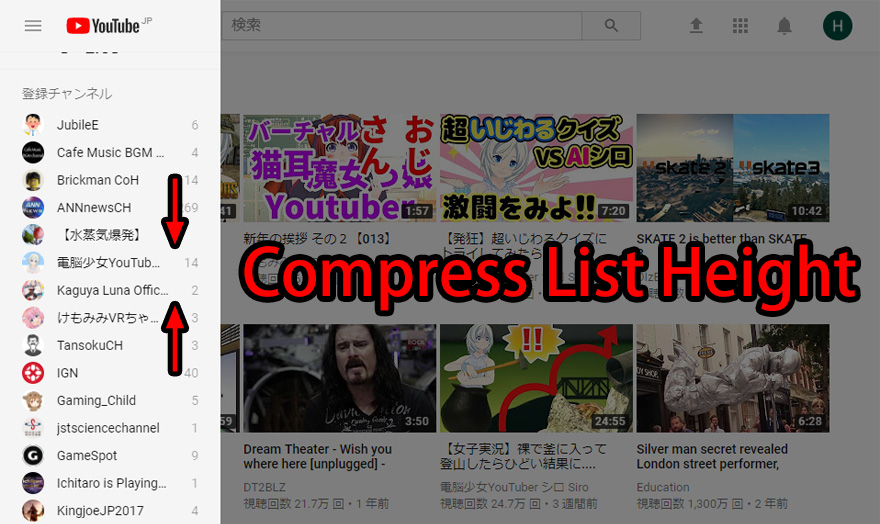 YouTube JP
検索
H
登録チャンネル
JubileE 6
Cafe Music BGM ... 4
Brickman CoH 14
ANNnewsCH 269
【水蒸気爆発】
電脳少女YouTub... 14
Kaguya Luna Offic... 2
けもみみVRちゃ... 3
TansokuCH 3
IGN 40
Gaming_Child 5
jstsciencechannel 1
GameSpot 9
Ichitaro is Playing... 1
KingjoeJP2017 4
:41
バーチャル
さん
おじ
猫耳魔女っ娘
Youtuber
1:57
超いじわるクイズ
VS AIシロ
激闘をみよ!!
7:20
skate 2
skate3
10:42
新年の挨拶 その２【013】
【発狂】超いじわるクイズに
トライしてみたら
SKATE 2 is better than SKATE
Compress List Height
:59
3:50
!!
24:55
TOY SHOP
6:28
Dream Theater - Wish you
where here [unplugged] -
DT2BLZ
視聴回数 21.7万 回・1 年前
【女子実況】裸で釜に入って
登山したらひどい結果に....
電脳少女YouTuber シロ Siro
視聴回数 24.7万 回・3 週間前
Silver man secret revealed
London street performer,
Education
視聴回数 1,300万 回・2 年前